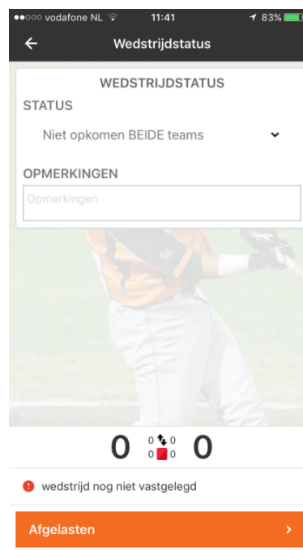 vodafone NL 11:41 83%
Wedstrijdstatus
WEDSTRIJDSTATUS
STATUS
Niet opkomen BEIDE teams
OPMERKINGEN
Opmerkingen
0 0 0 0
0 0
wedstrijd nog niet vastgelegd
Afgelasten